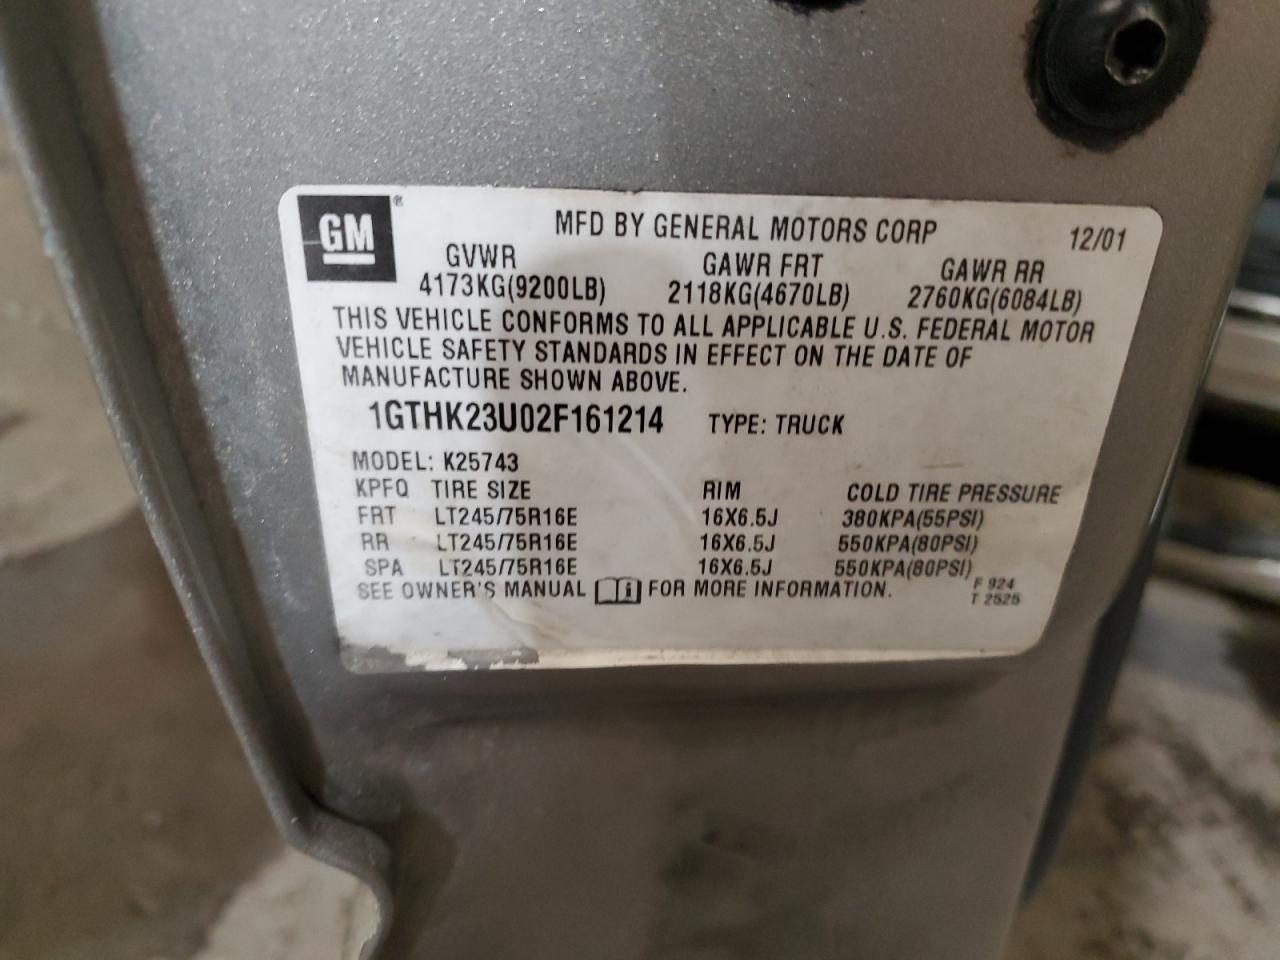 GM®
MFD BY GENERAL MOTORS CORP 12/01
GVWR GAWR FRT GAWR RR
4173KG(9200LB) 2118KG(4670LB) 2760KG(6084LB)
THIS VEHICLE CONFORMS TO ALL APPLICABLE U.S. FEDERAL MOTOR
VEHICLE SAFETY STANDARDS IN EFFECT ON THE DATE OF
MANUFACTURE SHOWN ABOVE.
1GTHK23U02F161214 TYPE: TRUCK
MODEL: K25743
KPFQ TIRE SIZE RIM COLD TIRE PRESSURE
FRT LT245/75R16E 16X6.5J 380KPA(55PSI)
RR LT245/75R16E 16X6.5J 550KPA(80PSI)
SPA LT245/75R16E 16X6.5J 550KPA(80PSI)
SEE OWNER'S MANUAL i FOR MORE INFORMATION.
F 924
T 2525